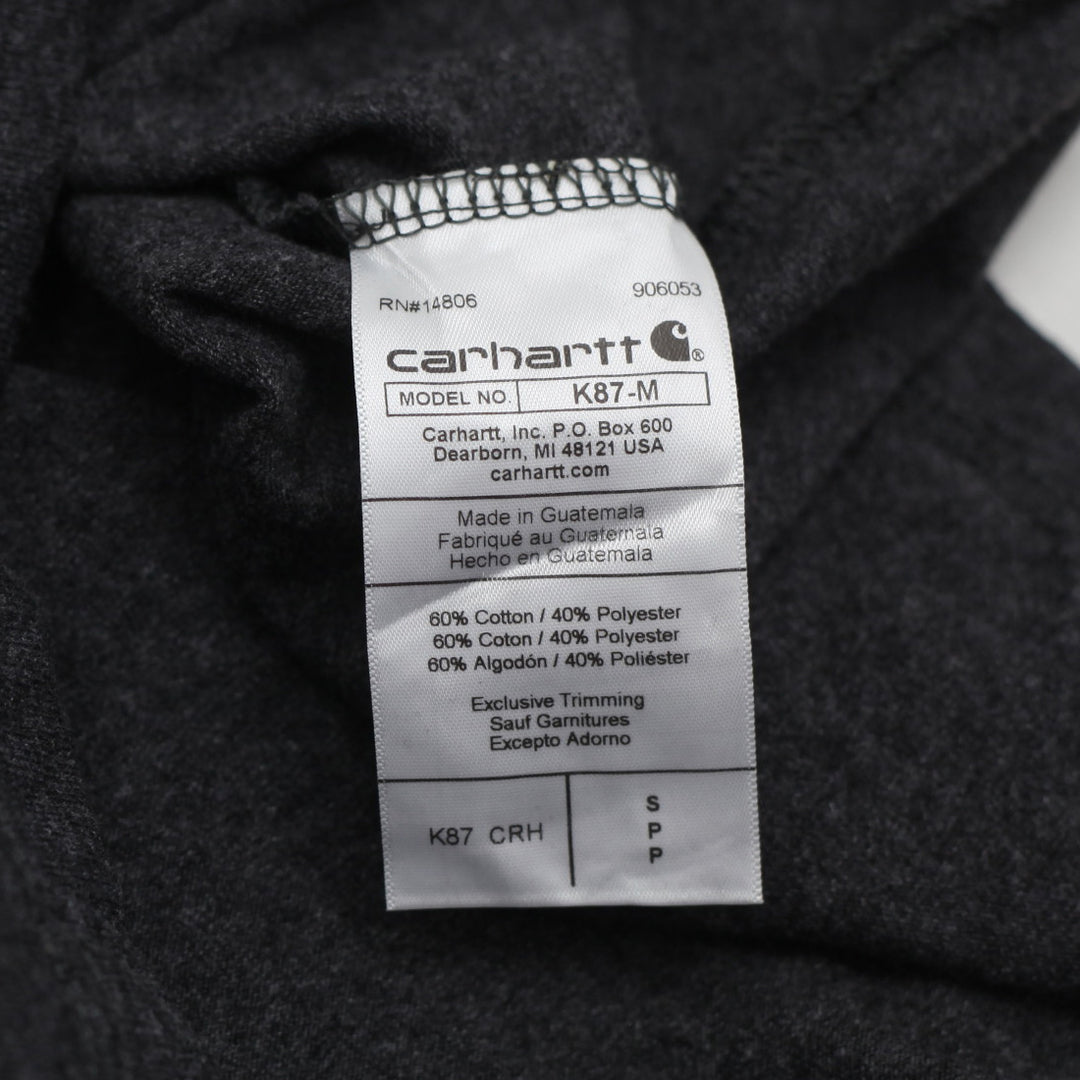 RN#14806 906053
carhartt ®
MODEL NO. K87-M
Carhartt, Inc. P.O. Box 600
Dearborn, MI 48121 USA
carhartt.com
Made in Guatemala
Fabriqué au Guatemala
Hecho en Guatemala
60% Cotton / 40% Polyester
60% Coton / 40% Polyester
60% Algodón / 40% Poliéster
Exclusive Trimming
Sauf Garnitures
Excepto Adorno
K87 CRH
S
P
P